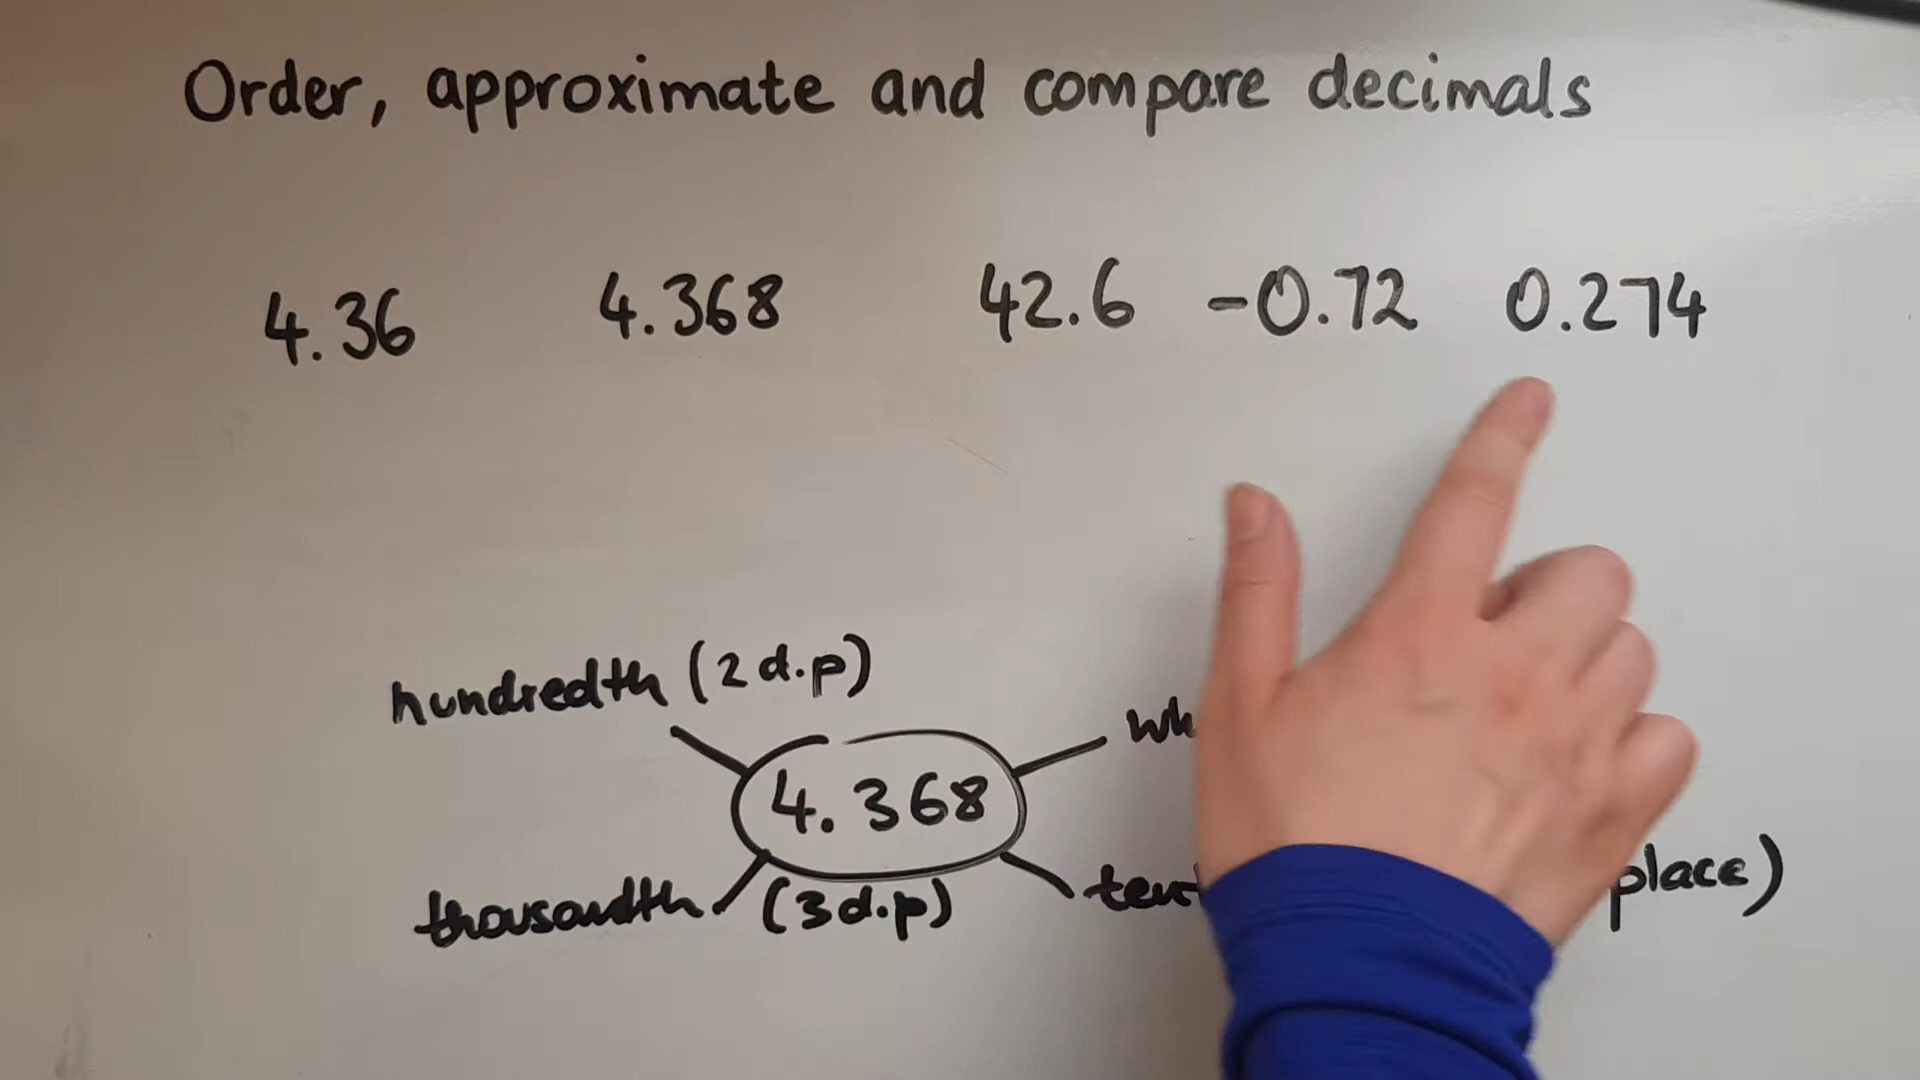 Order, approximate and compare decimals
4.36 4.368 42.6 -0.72 0.274
hundredth (2 d.p)
4.368
thousandth (3 d.p)
place)